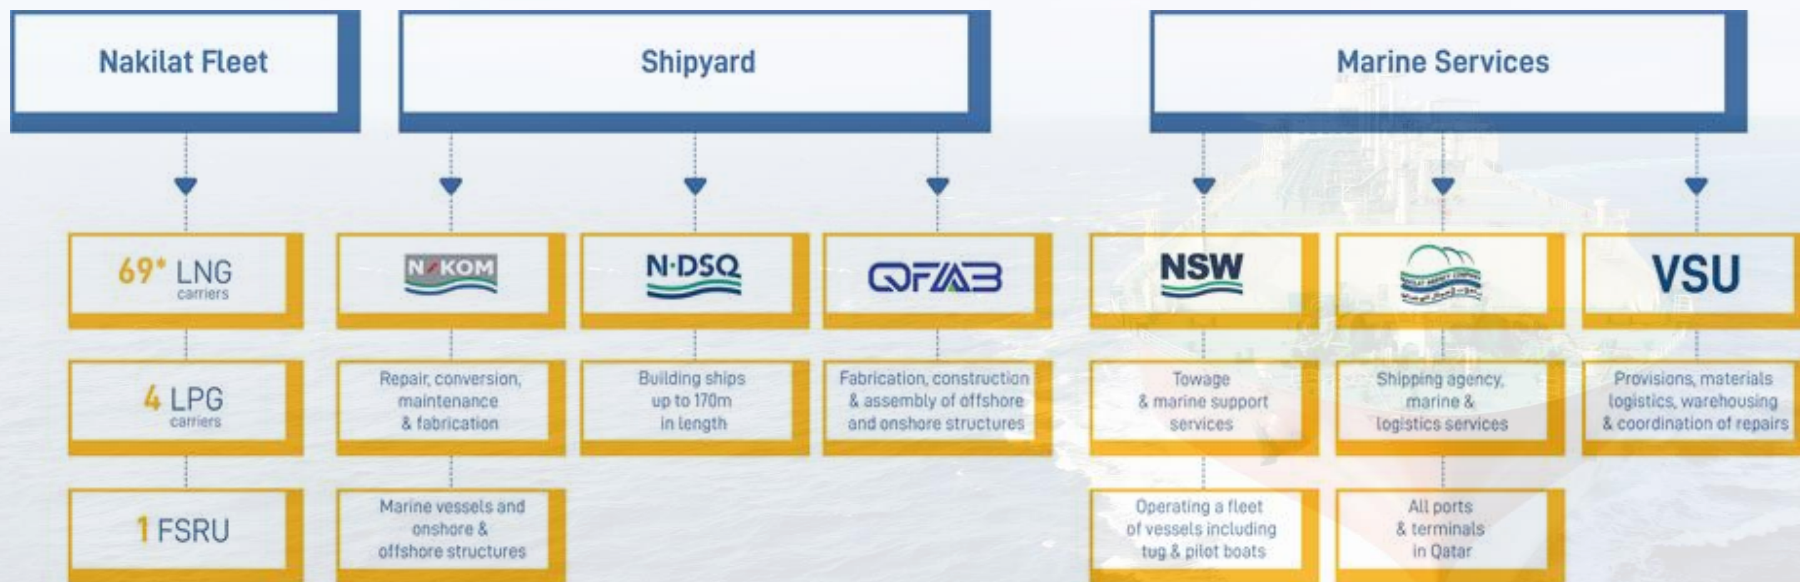 Nakilat Fleet
Shipyard
Marine Services
69* LNG
carriers
4 LPG
carriers
1 FSRU
N-KOM
Repair, conversion,
maintenance
& fabrication
Marine vessels and
onshore &
offshore structures
N·DSQ
Building ships
up to 170m
in length
QFAB
Fabrication, construction
& assembly of offshore
and onshore structures
NSW
Towage
& marine support
services
Operating a fleet
of vessels including
tug & pilot boats
NAKILAT AGENCY COMPANY
Shipping agency,
marine &
logistics services
All ports
& terminals
in Qatar
VSU
Provisions, materials
logistics, warehousing
& coordination of repairs